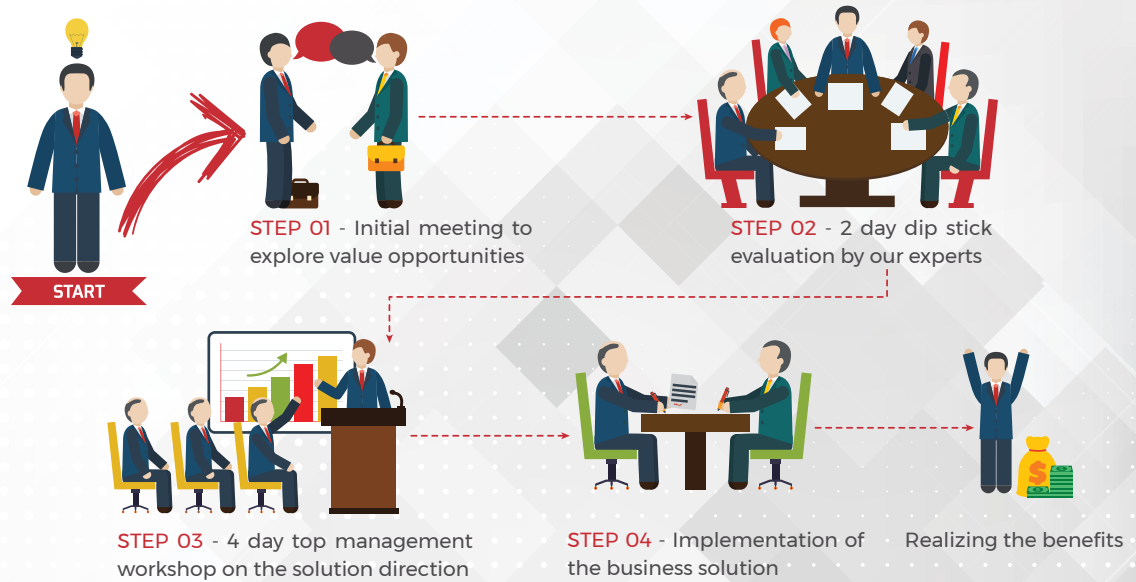 START
STEP 01 - Initial meeting to
explore value opportunities
STEP 02 - 2 day dip stick
evaluation by our experts
STEP 03 - 4 day top management
workshop on the solution direction
STEP 04 - Implementation of
the business solution
Realizing the benefits
$